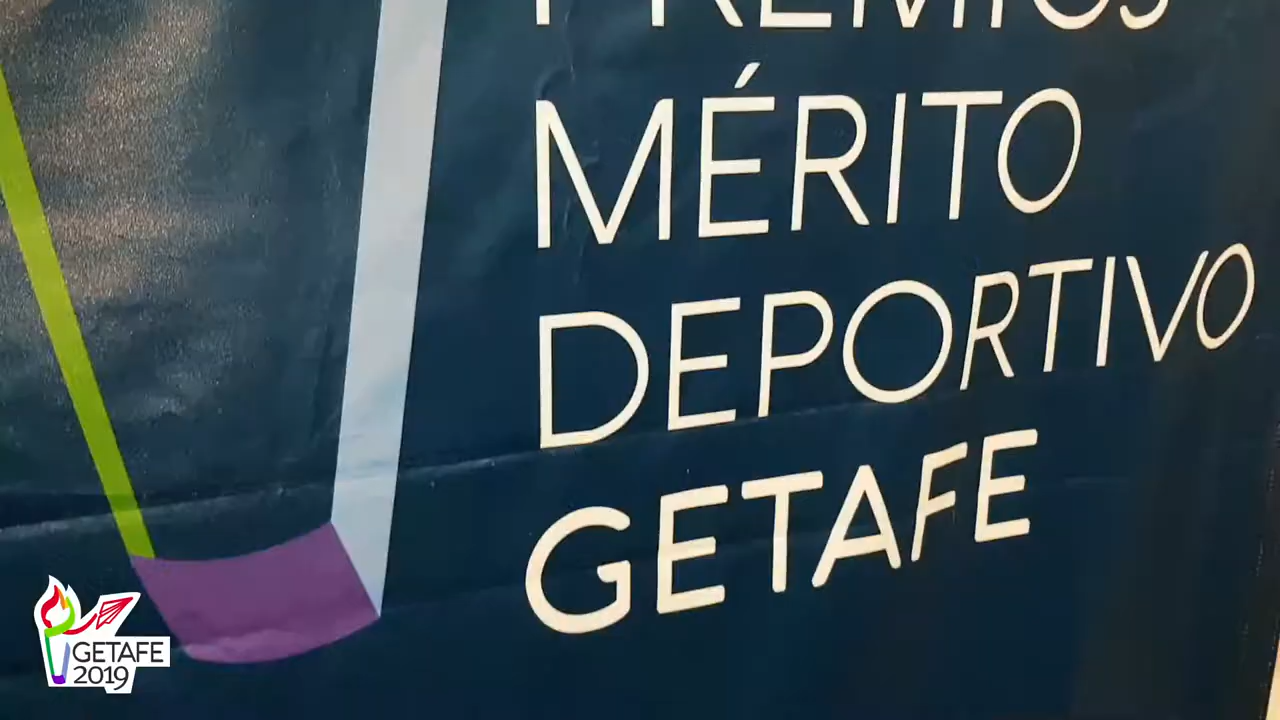 PREMIOS
MÉRITO
DEPORTIVO
GETAFE
GETAFE
2019